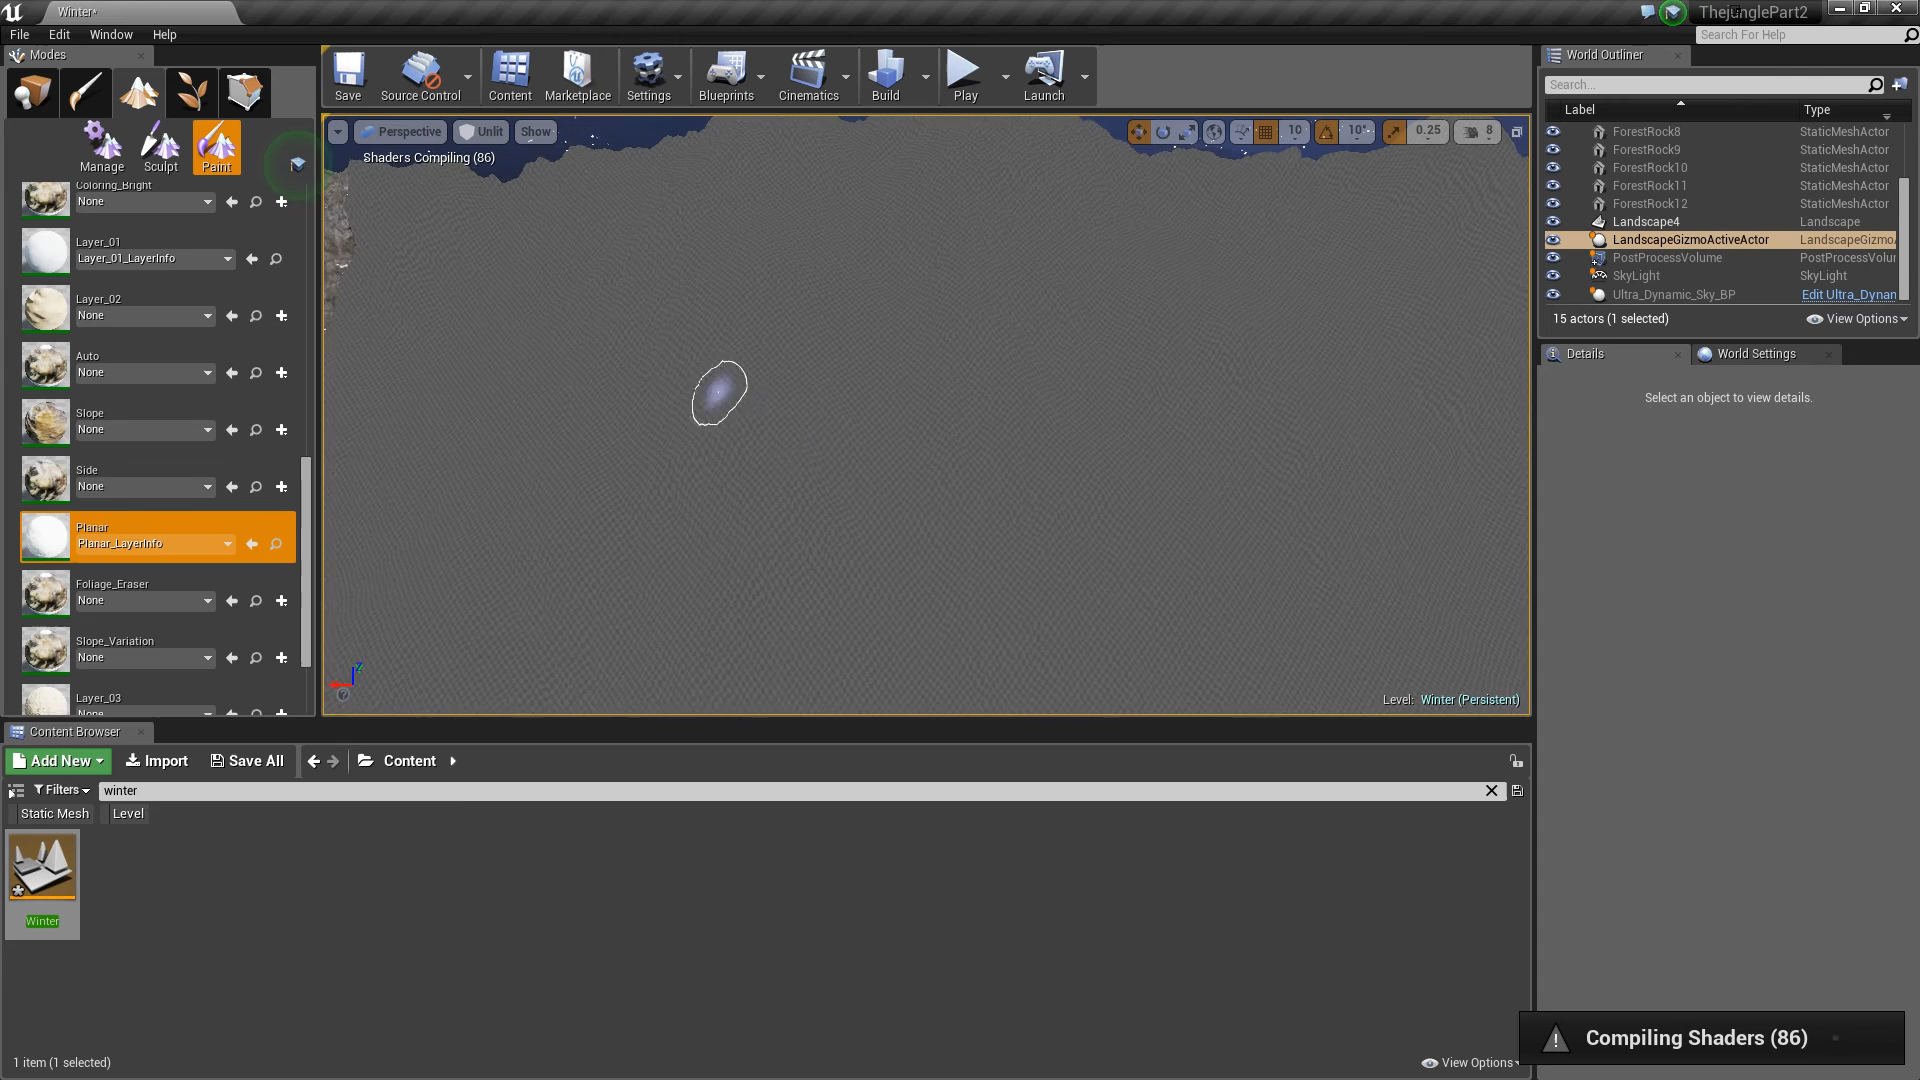 Winter*
ThejunglePart2
File Edit Window Help
Search For Help
Modes
Save Source Control Content Marketplace Settings Blueprints Cinematics Build Play Launch
World Outliner
Search...
Label Type
Perspective Unlit Show 10 10° 0.25 8
Shaders Compiling (86)
Manage Sculpt Paint
Coloring_Bright
None
Layer_01
Layer_01_LayerInfo
Layer_02
None
Auto
None
Slope
None
Side
None
Planar
Planar_LayerInfo
Foliage_Eraser
None
Slope_Variation
None
Layer_03
None
Z
Level: Winter (Persistent)
ForestRock8 StaticMeshActor
ForestRock9 StaticMeshActor
ForestRock10 StaticMeshActor
ForestRock11 StaticMeshActor
ForestRock12 StaticMeshActor
Landscape4 Landscape
LandscapeGizmoActiveActor LandscapeGizmo
PostProcessVolume PostProcessVolu
SkyLight SkyLight
Ultra_Dynamic_Sky_BP Edit Ultra_Dynan
15 actors (1 selected) View Options
Details World Settings
Select an object to view details.
Content Browser
Add New Import Save All Content
Filters winter
Static Mesh Level
Winter
1 item (1 selected) View Options
Compiling Shaders (86)